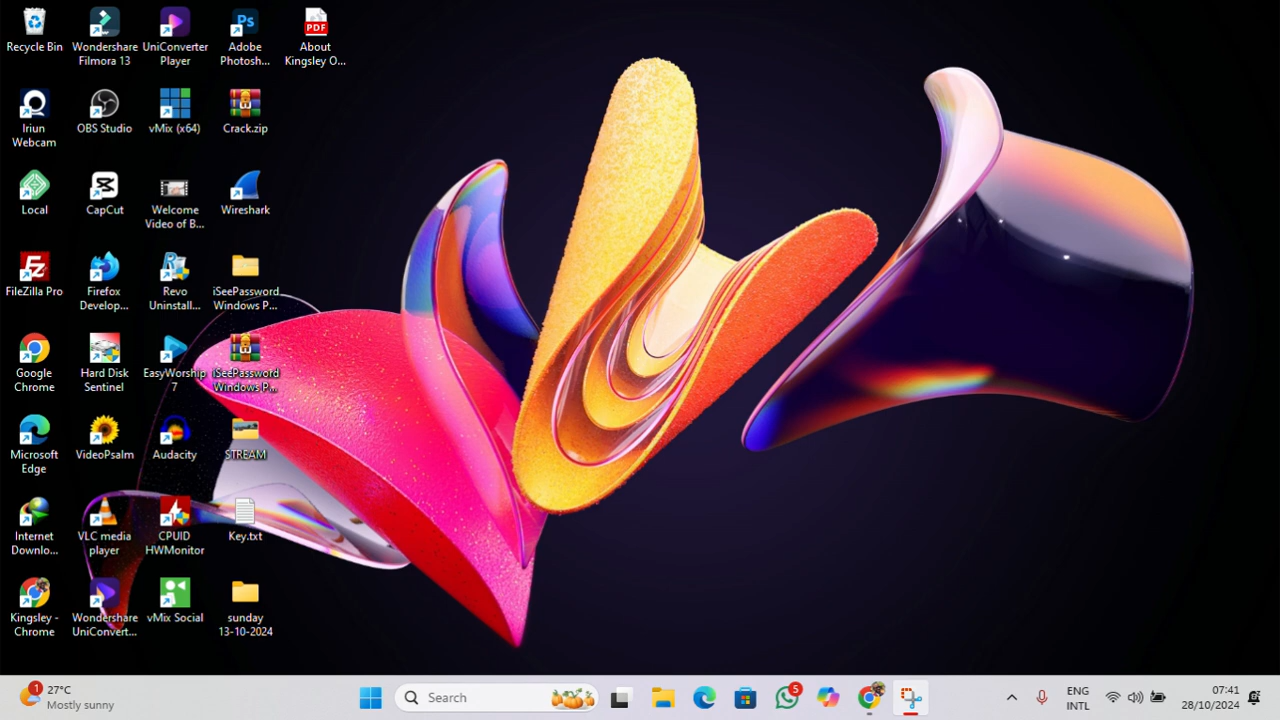 Recycle Bin
Wondershare
Filmora 13
UniConverter
Player
Ps
Adobe
Photosh...
PDF
About
Kingsley O...
Iriun
Webcam
OBS Studio
vMix (x64)
Crack.zip
Local
CapCut
Welcome
Video of B...
Wireshark
Fz
FileZilla Pro
Firefox
Develop...
Revo
Uninstall...
iSeePassword
Windows P...
Google
Chrome
Hard Disk
Sentinel
EasyWorship
7
iSeePassword
Windows P...
Microsoft
Edge
VideoPsalm
Audacity
STREAM
Internet
Downlo...
VLC media
player
CPUID
HWMonitor
Key.txt
Kingsley -
Chrome
Wondershare
UniConvert...
vMix Social
sunday
13-10-2024
1
27°C
Mostly sunny
Search
5
ENG
INTL
07:41
28/10/2024